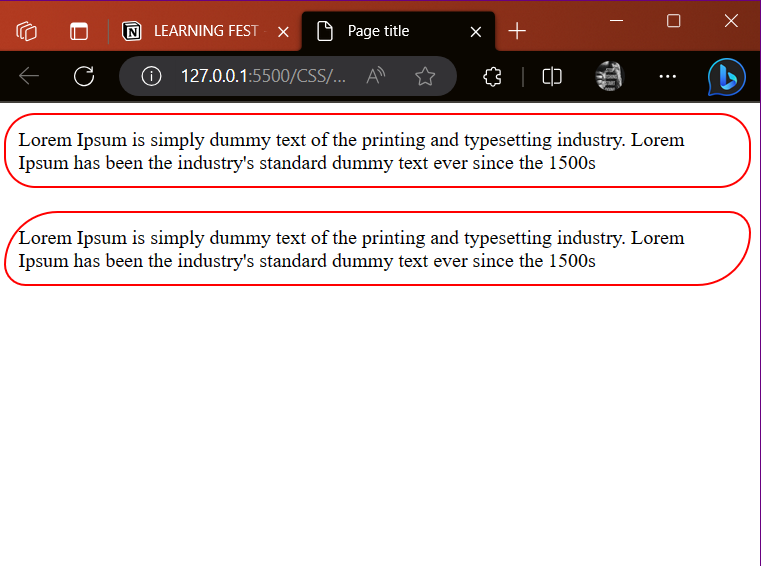 LEARNING FEST
Page title
127.0.0.1:5500/CSS/...
Lorem Ipsum is simply dummy text of the printing and typesetting industry. Lorem
Ipsum has been the industry's standard dummy text ever since the 1500s
Lorem Ipsum is simply dummy text of the printing and typesetting industry. Lorem
Ipsum has been the industry's standard dummy text ever since the 1500s